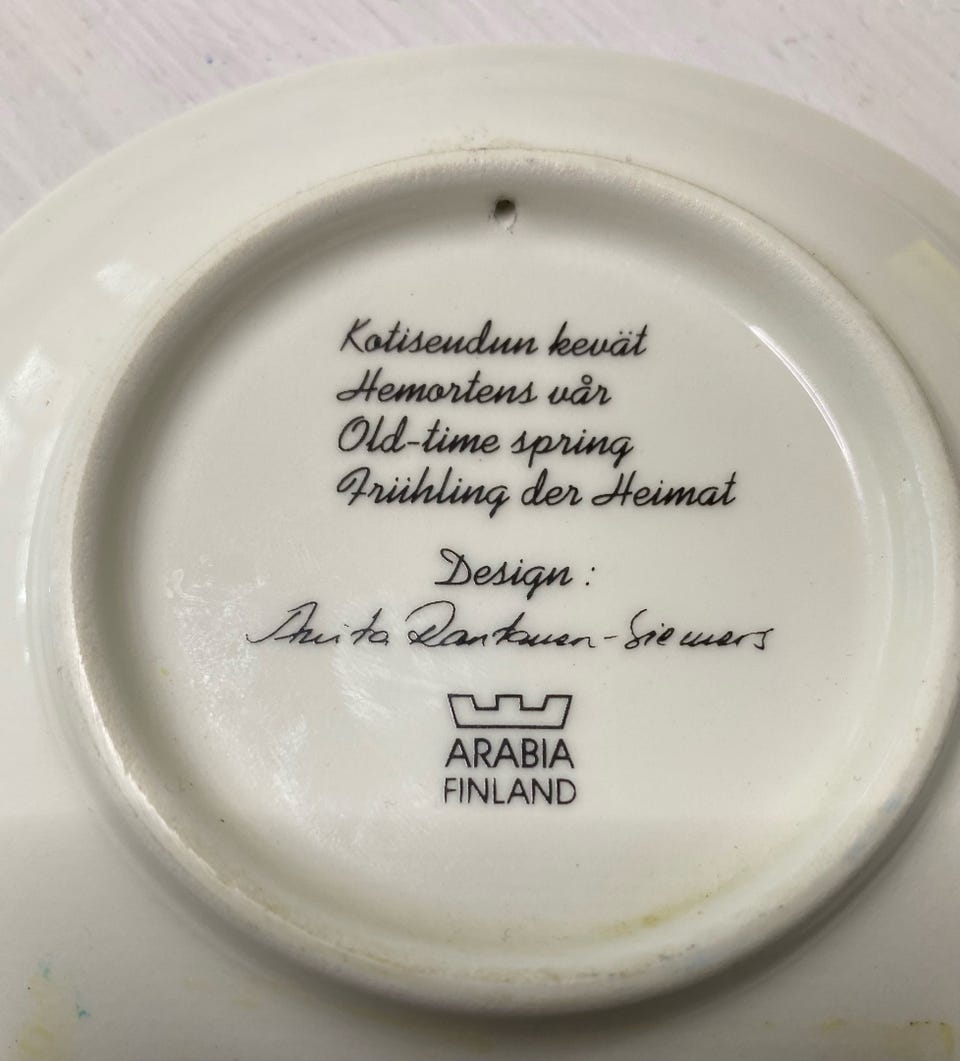 Kotiseudun kevät
Hemortens vår
Old-time spring
Frühling der Heimat
Design :
Anita Rantanen-Siemers
ARABIA
FINLAND